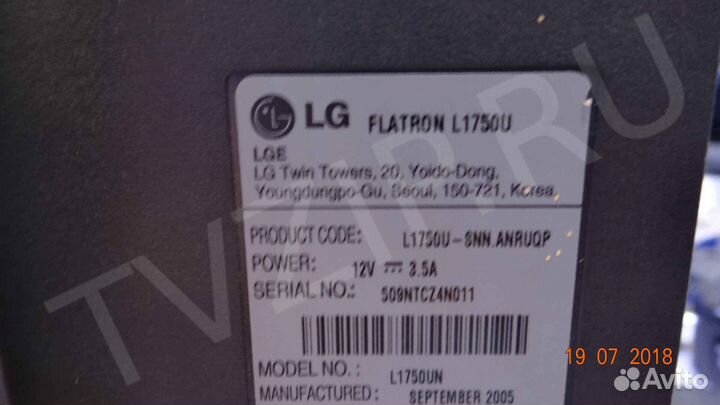 LG FLATRON L1750U
LGE
LG Twin Towers, 20, Yoido-Dong,
Youngdungpo-Gu, Seoul, 150-721, Korea.
PRODUCT CODE: L1750U-SNN.ANRUQP
POWER: 12V 3.5A
SERIAL NO.: 509NTCZ4N011
MODEL NO.: L1750UN
MANUFACTURED: SEPTEMBER 2005
TVZIP.RU
19 07 2018
Avito